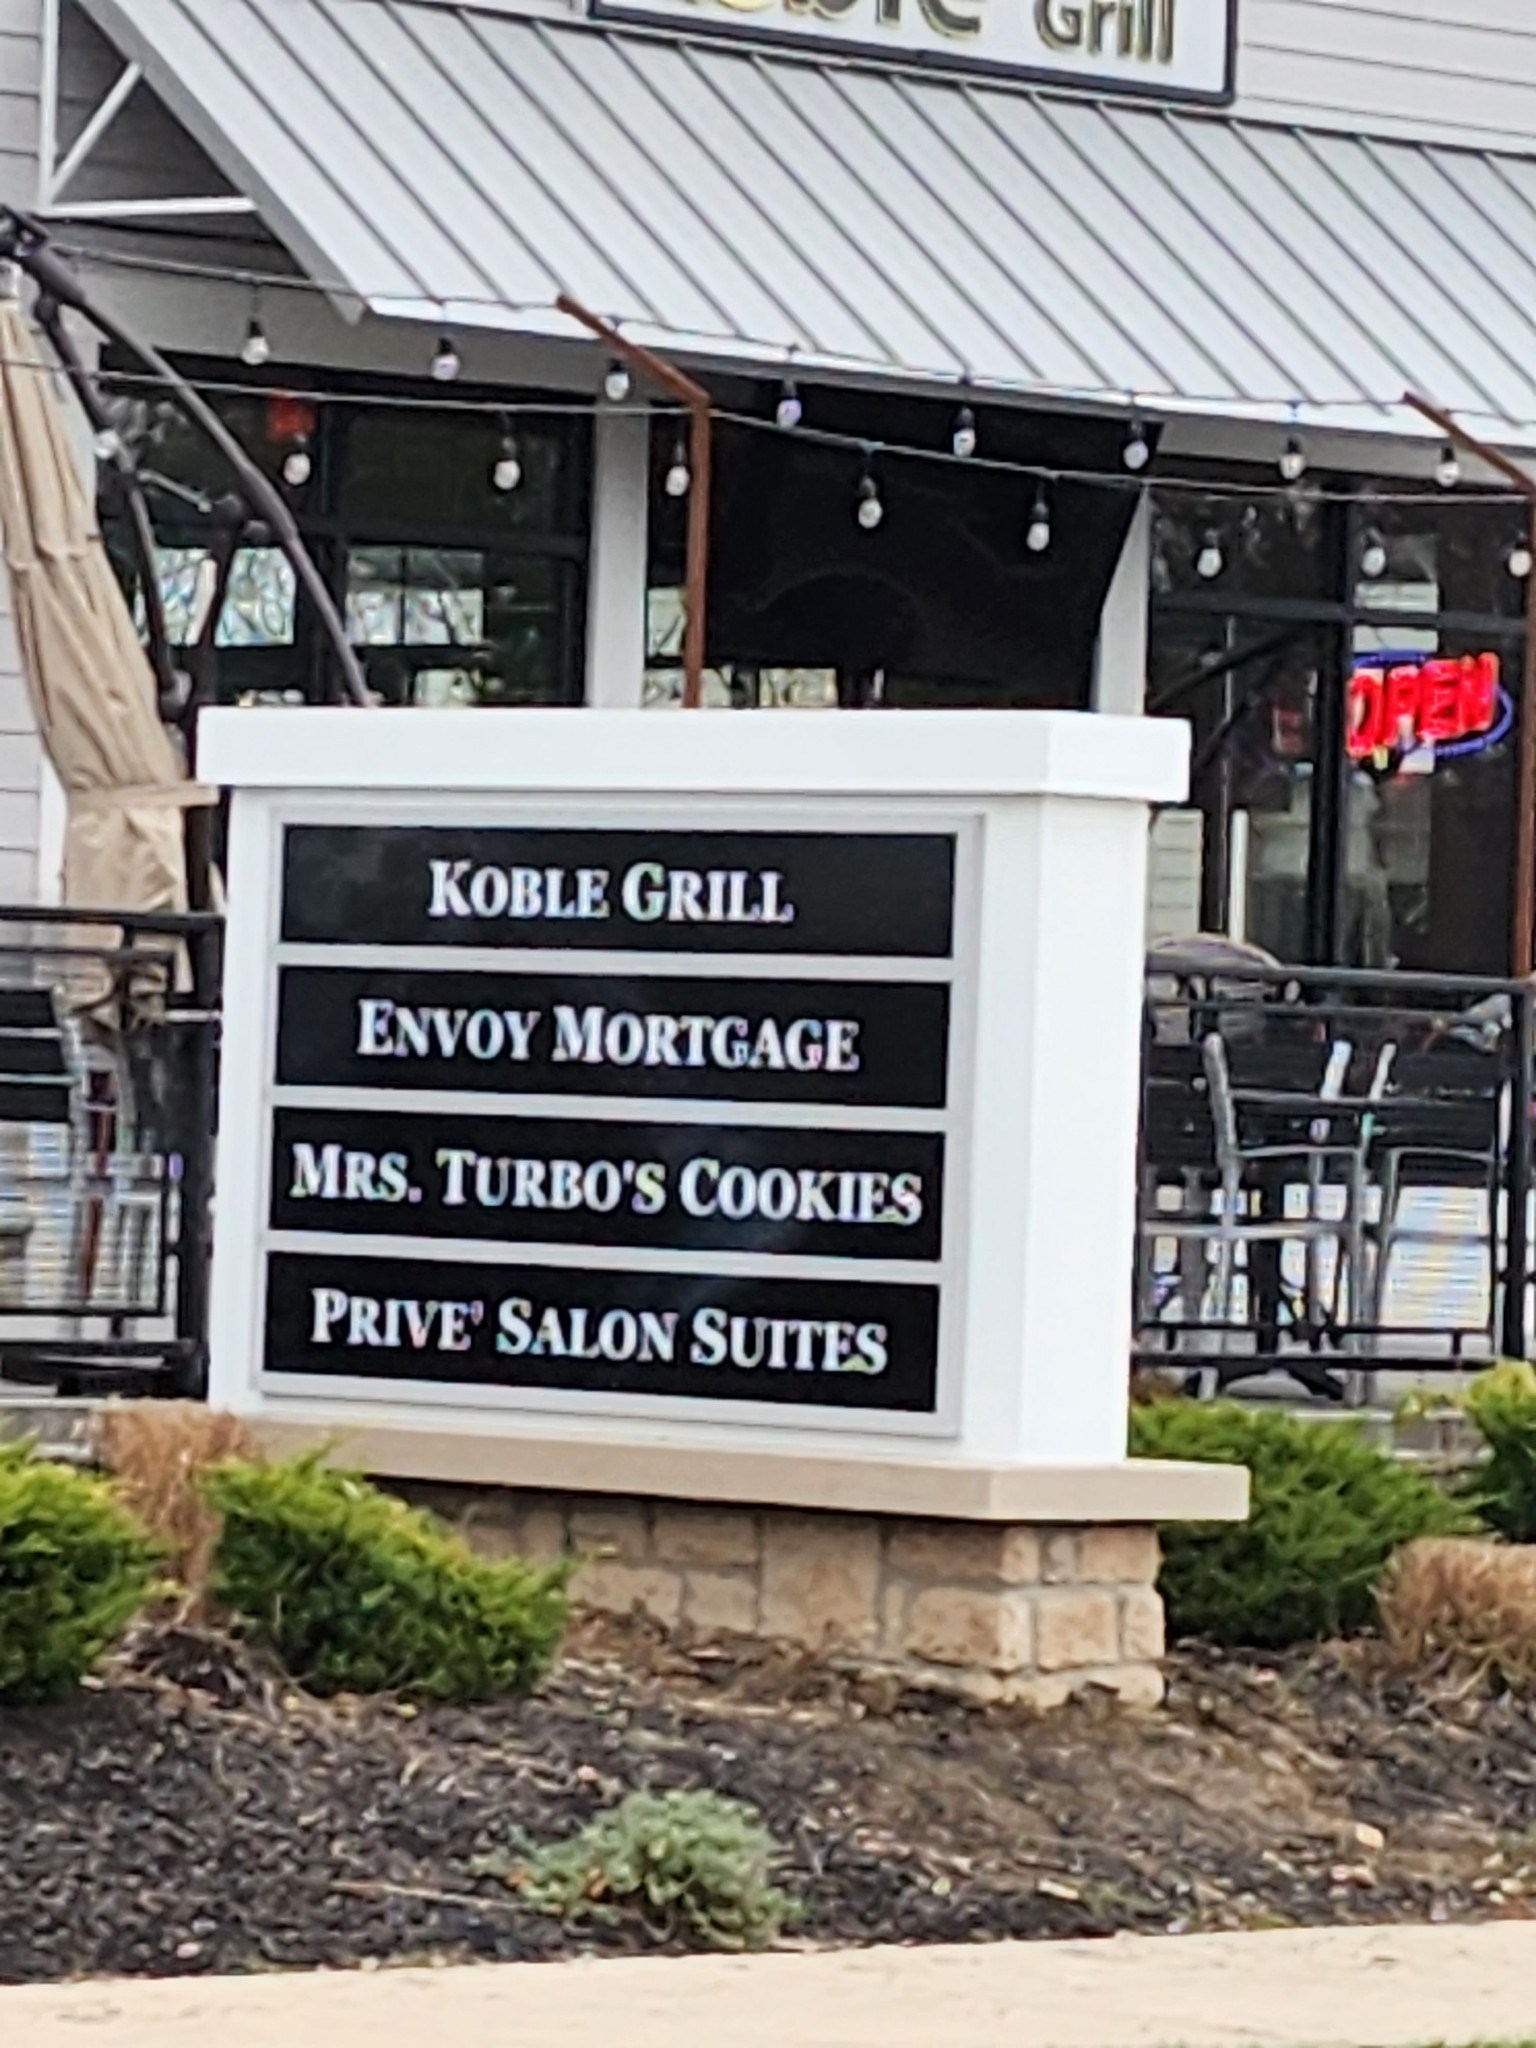 Grill
OPEN
KOBLE GRILL
ENVOY MORTGAGE
MRS. TURBO'S COOKIES
PRIVE' SALON SUITES